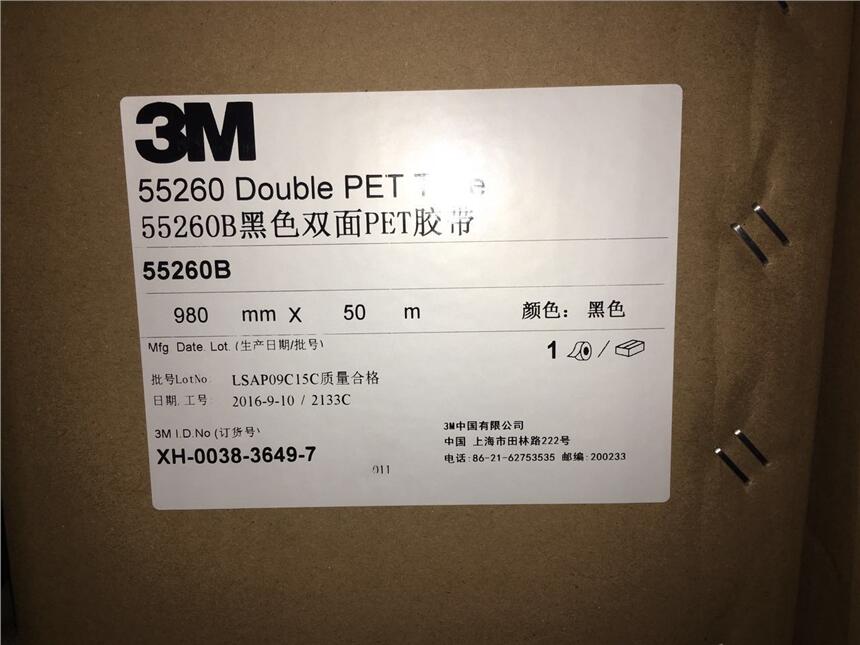 3M
55260 Double PET
55260B黑色双面PET胶带
55260B
980 mm X 50 m 颜色：黑色
Mfg Date. Lot. (生产日期/批号)
1 /
批号LotNo: LSAP09C15C质量合格
日期, 工号: 2016-9-10 / 2133C
3M I.D.No (订货号)
XH-0038-3649-7
011
3M中国有限公司
中国 上海市田林路222号
电话:86-21-62753535 邮编:200233